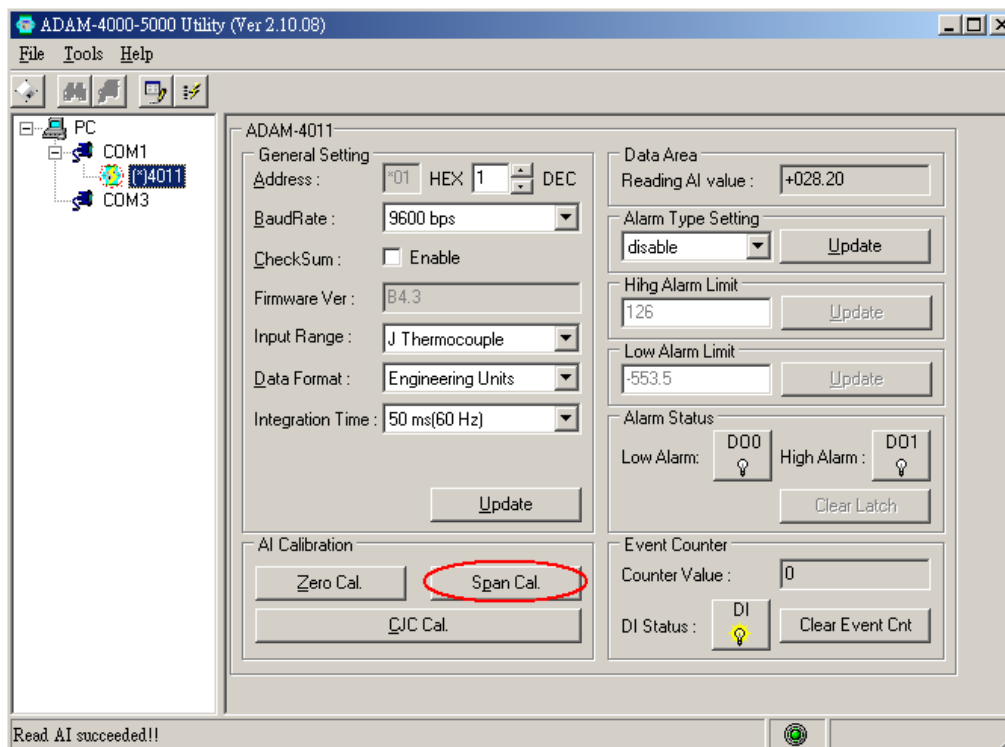 ADAM-4000-5000 Utility (Ver 2.10.08)
File Tools Help
PC
COM1
(*)4011
COM3
ADAM-4011
General Setting
Address : *01 HEX 1 DEC
BaudRate : 9600 bps
CheckSum : Enable
Firmware Ver : B4.3
Input Range : J Thermocouple
Data Format : Engineering Units
Integration Time : 50 ms(60 Hz)
Update
AI Calibration
Zero Cal. Span Cal.
CJC Cal.
Data Area
Reading AI value : +028.20
Alarm Type Setting
disable Update
Hihg Alarm Limit
126 Update
Low Alarm Limit
-553.5 Update
Alarm Status
Low Alarm: DO0 High Alarm : DO1
Clear Latch
Event Counter
Counter Value : 0
DI Status : DI Clear Event Cnt
Read AI succeeded!!